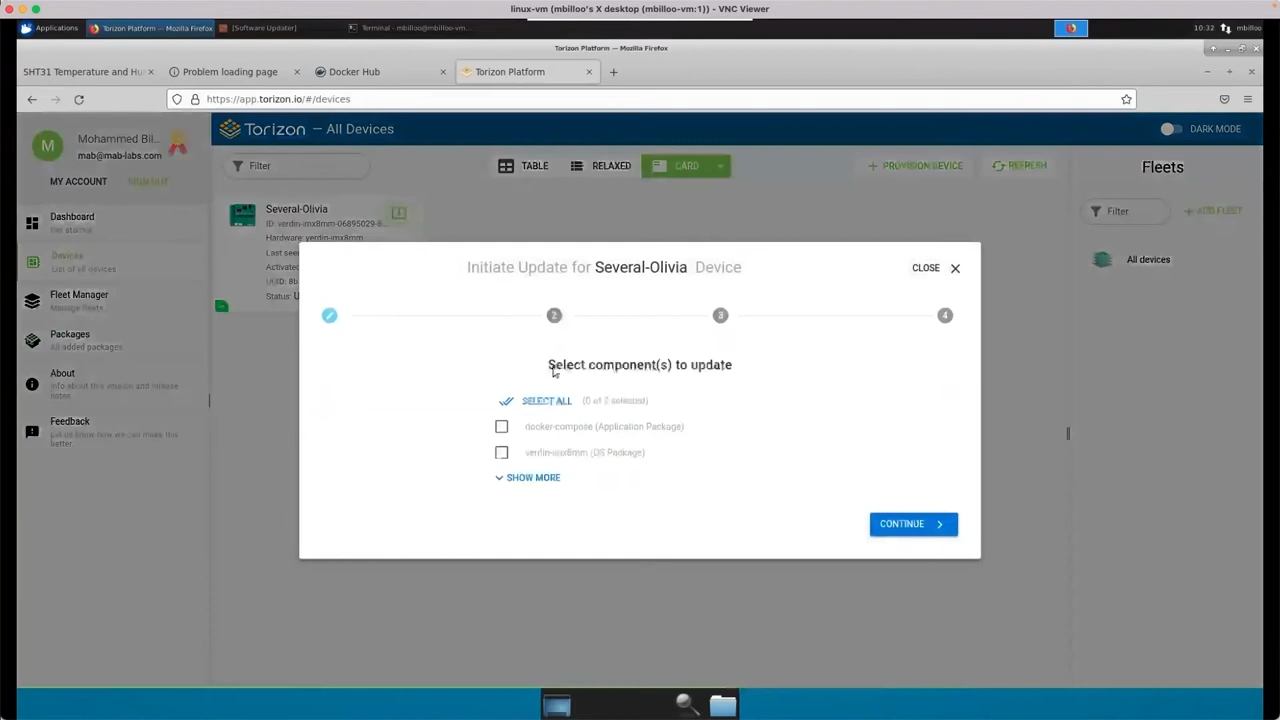 linux-vm (mbilloo's X desktop (mbilloo-vm:1)) – VNC Viewer
Applications
Torizon Platform — Mozilla Firefox
[Software Updater]
Terminal - mbilloo@mbilloo-vm...
10:32
mbilloo
Torizon Platform — Mozilla Firefox
SHT31 Temperature and Hu
Problem loading page
Docker Hub
Torizon Platform
https://app.torizon.io/#/devices
M
Mohammed Bil...
mab@mab-labs.com
MY ACCOUNT
SIGN OUT
Torizon — All Devices
DARK MODE
Filter
TABLE
RELAXED
CARD
PROVISION DEVICE
REFRESH
Fleets
Filter
ADD FLEET
All devices
Dashboard
Devices
List of all devices
Fleet Manager
Manage fleets
Packages
All added packages
About
Info about this version and release
notes
Feedback
Let us know how we can make this
better.
Several-Olivia
ID: verdin-imx8mm-06895029-8...
Hardware: verdin-imx8mm
Last seen
Activated
UUID: 8b
Status: U
Initiate Update for Several-Olivia Device
CLOSE
2
3
4
Select component(s) to update
SELECT ALL (0 of 2 selected)
docker-compose (Application Package)
verdin-imx8mm (OS Package)
SHOW MORE
CONTINUE